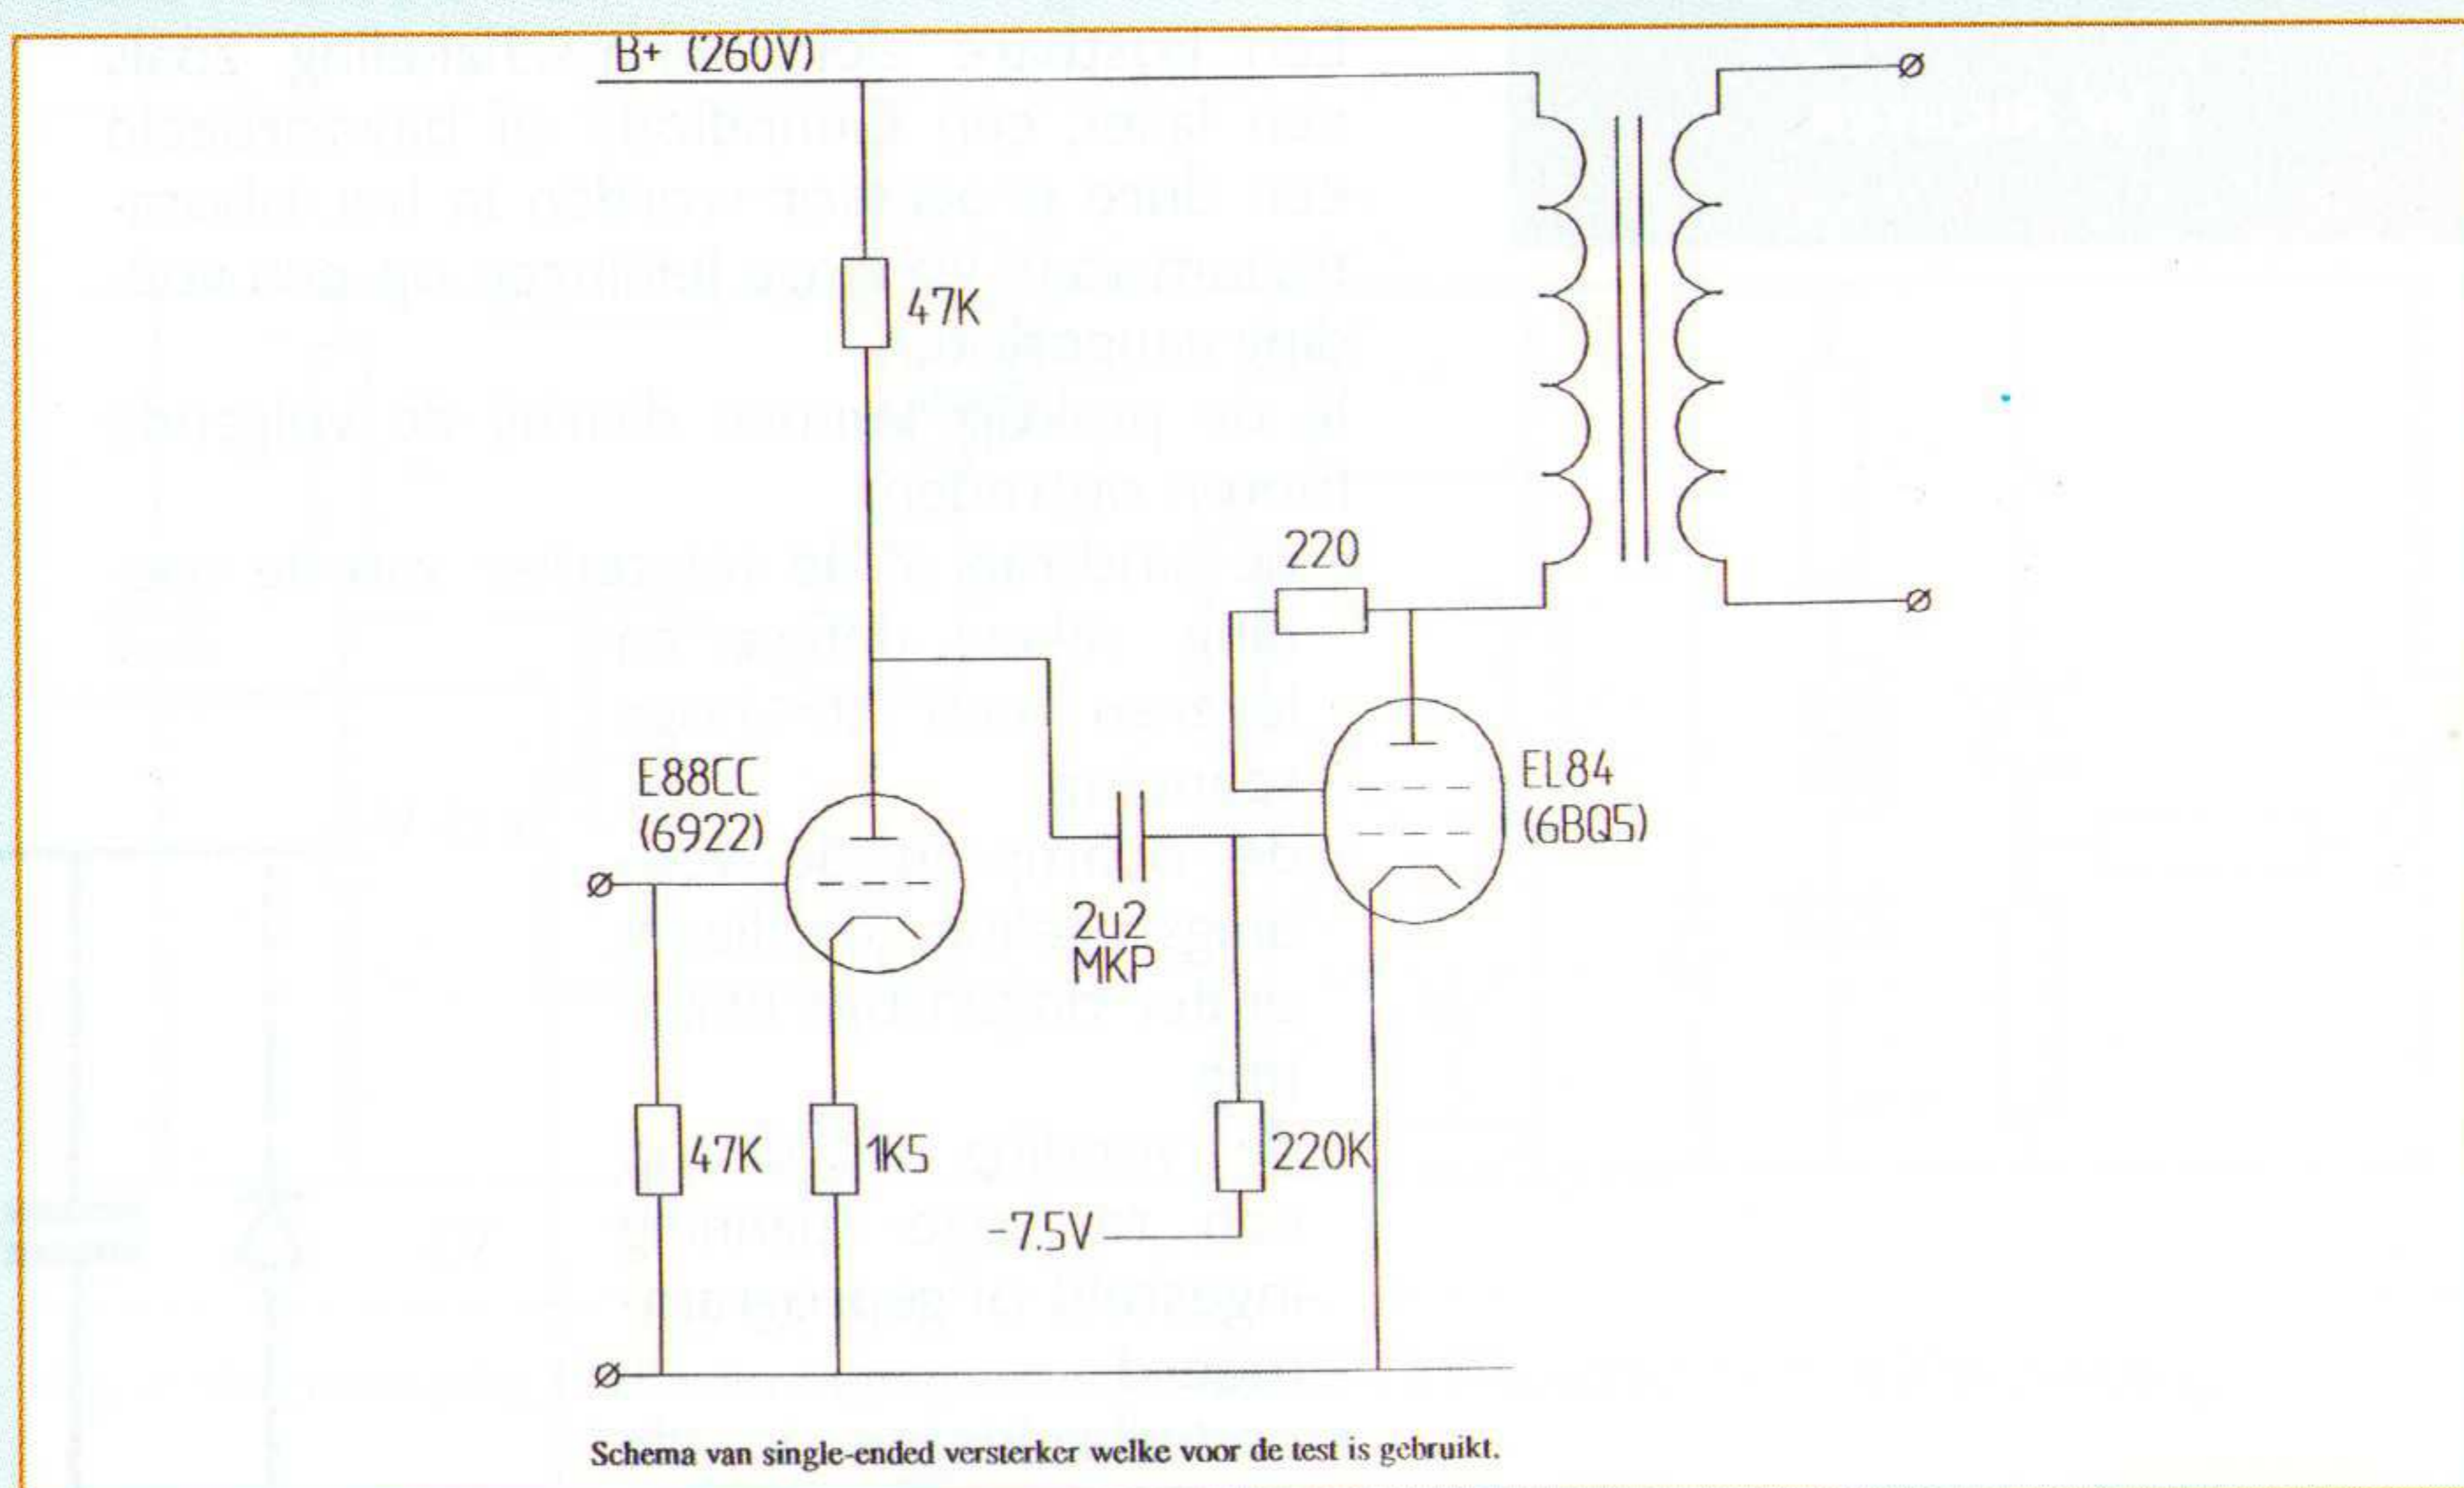 B+ (260V)
47K
220
E88CC
(6922)
EL84
(6BQ5)
2u2
MKP
47K
1K5
220K
-7.5V
Schema van single-ended versterker welke voor de test is gebruikt.